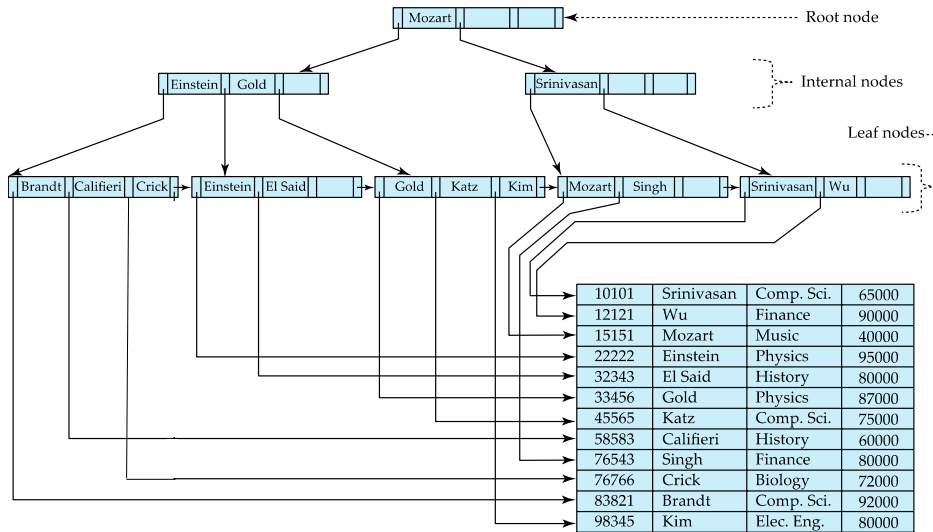 Mozart
Root node
Einstein Gold
Srinivasan
Internal nodes
Leaf nodes
Brandt Califieri Crick
Einstein El Said
Gold Katz Kim
Mozart Singh
Srinivasan Wu
10101 Srinivasan Comp. Sci. 65000
12121 Wu Finance 90000
15151 Mozart Music 40000
22222 Einstein Physics 95000
32343 El Said History 80000
33456 Gold Physics 87000
45565 Katz Comp. Sci. 75000
58583 Califieri History 60000
76543 Singh Finance 80000
76766 Crick Biology 72000
83821 Brandt Comp. Sci. 92000
98345 Kim Elec. Eng. 80000